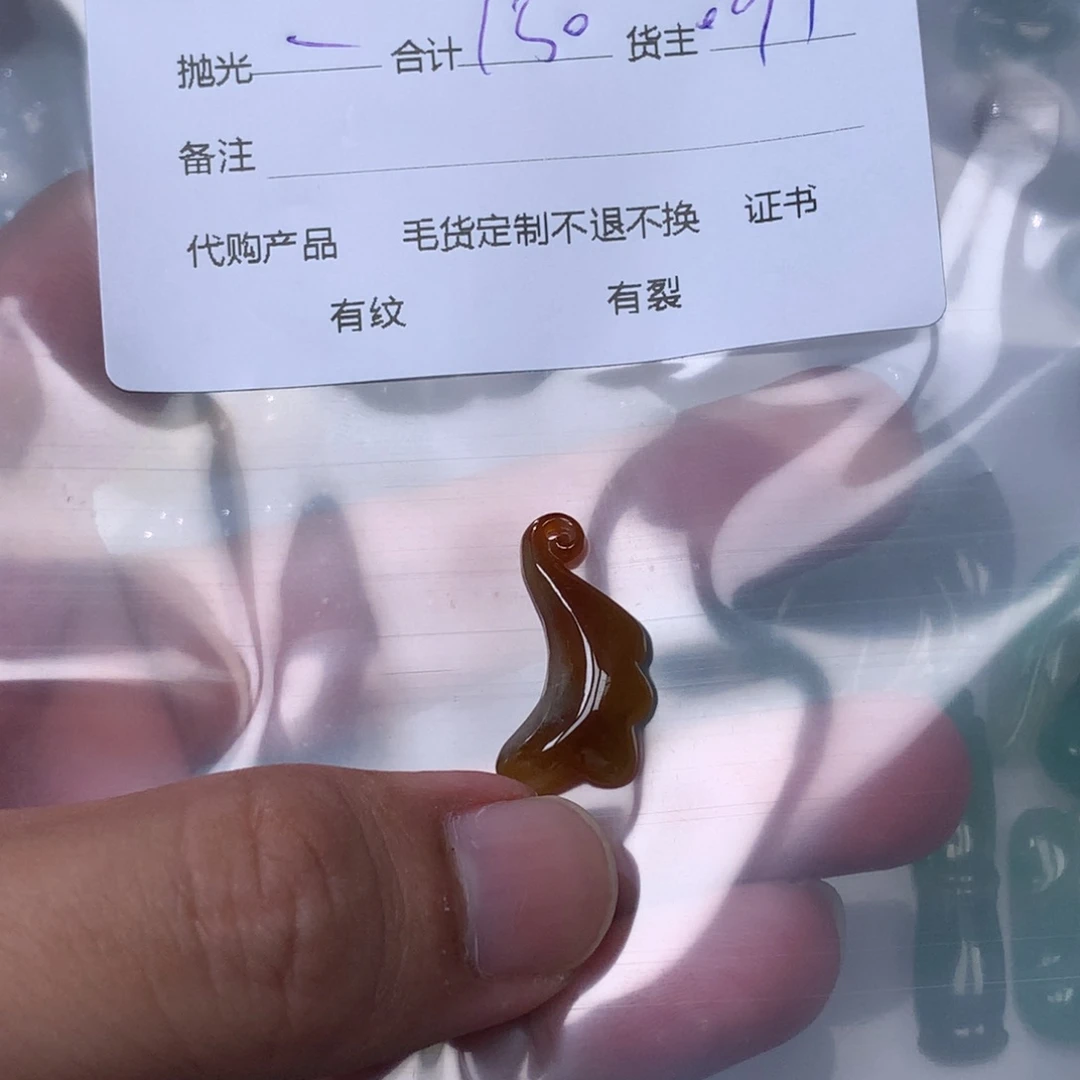 抛光 合计 150 货主
备注
代购产品 毛货定制不退不换 证书
有纹 有裂